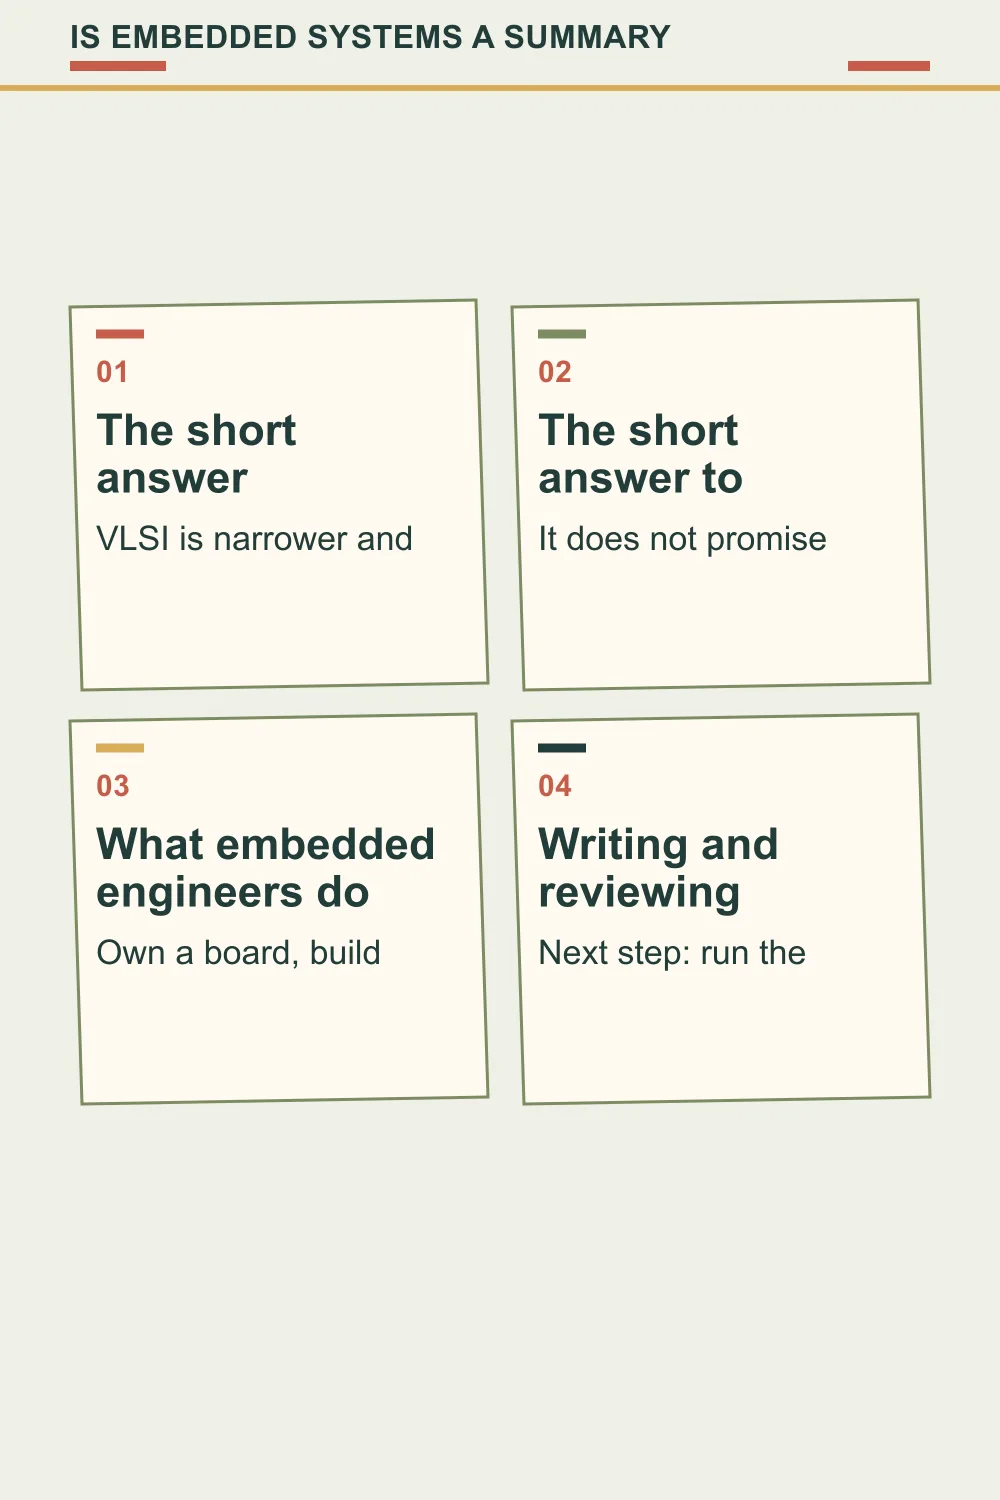 IS EMBEDDED SYSTEMS A SUMMARY
01
The short
answer
VLSI is narrower and
02
The short
answer to
It does not promise
03
What embedded
engineers do
Own a board, build
04
Writing and
reviewing
Next step: run the